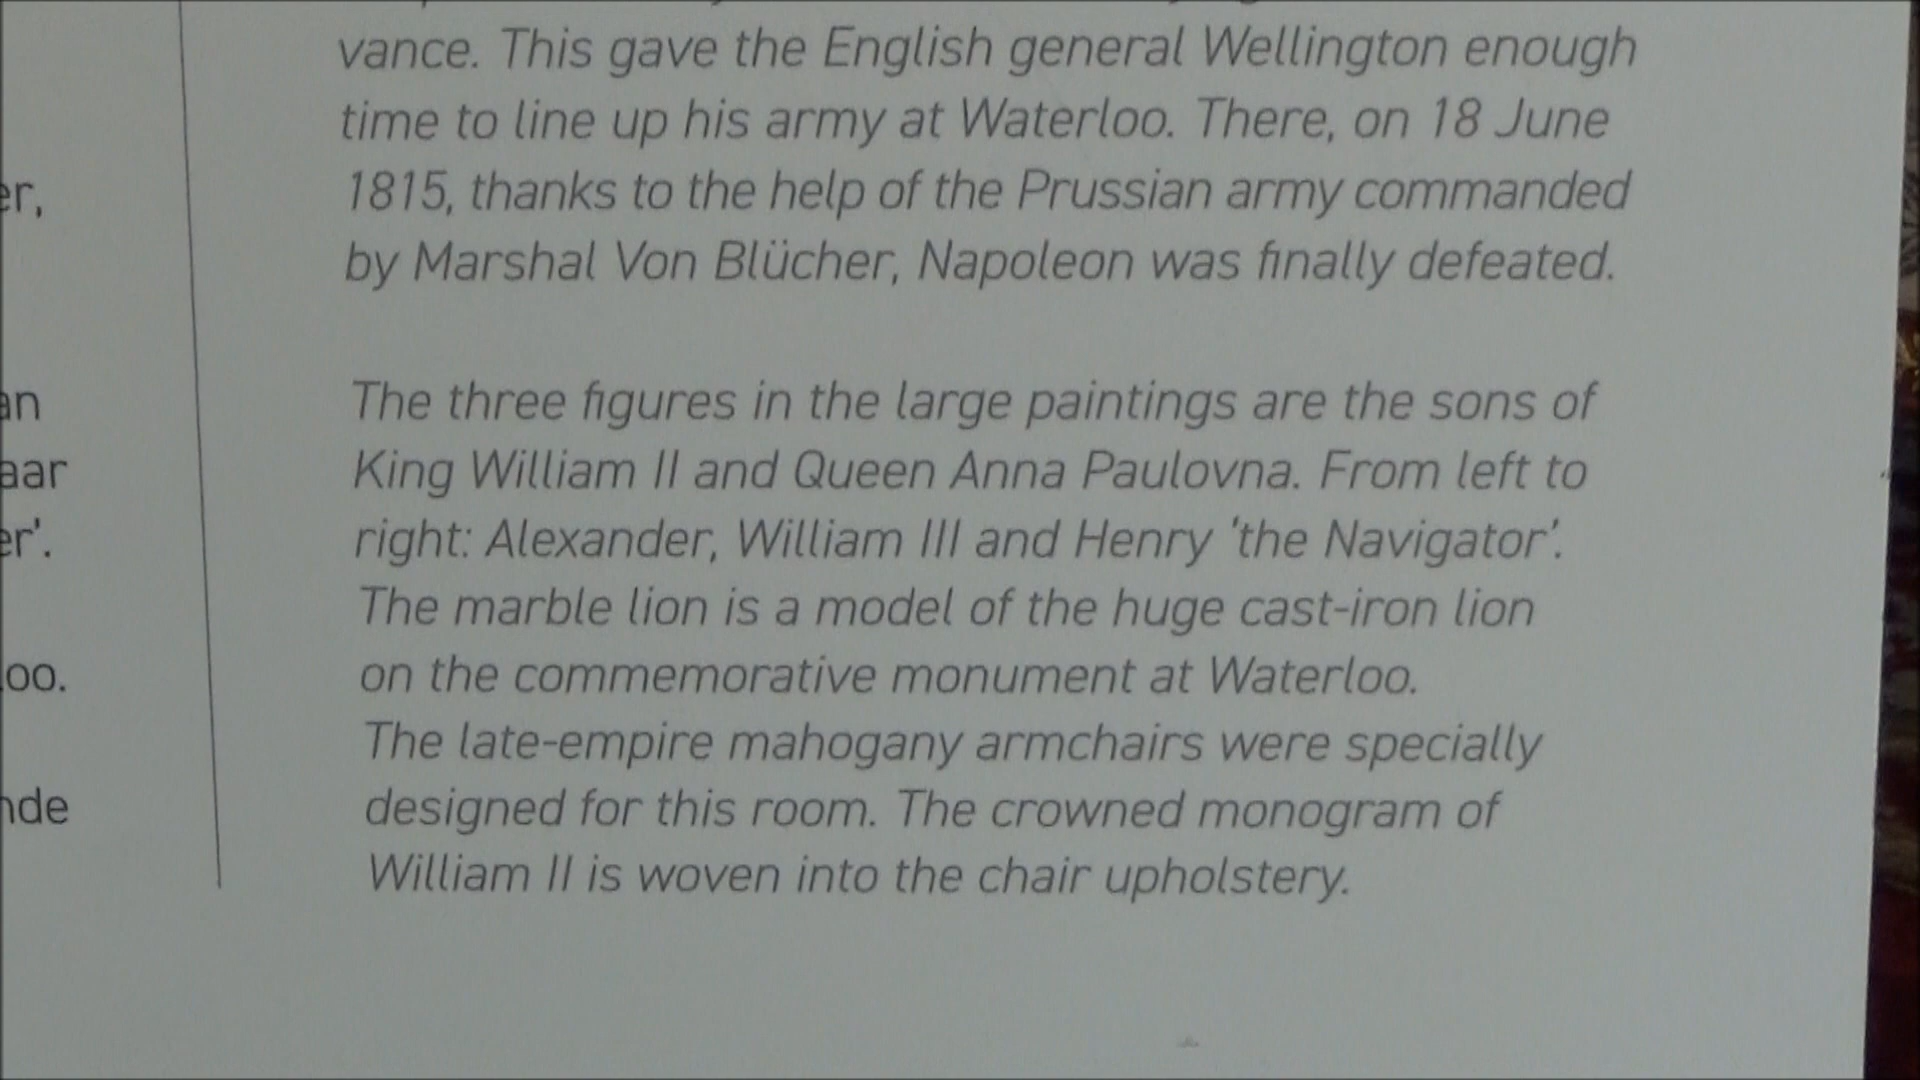 vance. This gave the English general Wellington enough
time to line up his army at Waterloo. There, on 18 June
1815, thanks to the help of the Prussian army commanded
by Marshal Von Blücher, Napoleon was finally defeated.
The three figures in the large paintings are the sons of
King William II and Queen Anna Paulovna. From left to
right: Alexander, William III and Henry 'the Navigator'.
The marble lion is a model of the huge cast-iron lion
on the commemorative monument at Waterloo.
The late-empire mahogany armchairs were specially
designed for this room. The crowned monogram of
William II is woven into the chair upholstery.